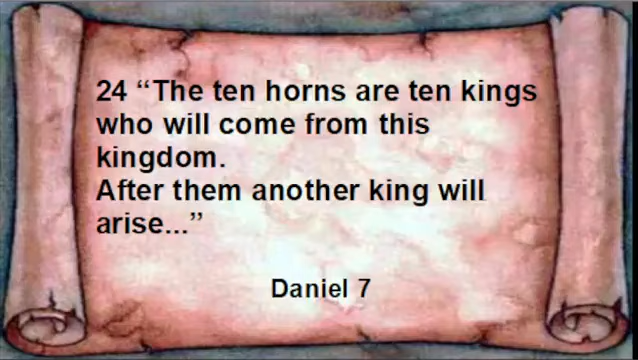 24 “The ten horns are ten kings
who will come from this
kingdom.
After them another king will
arise...”
Daniel 7